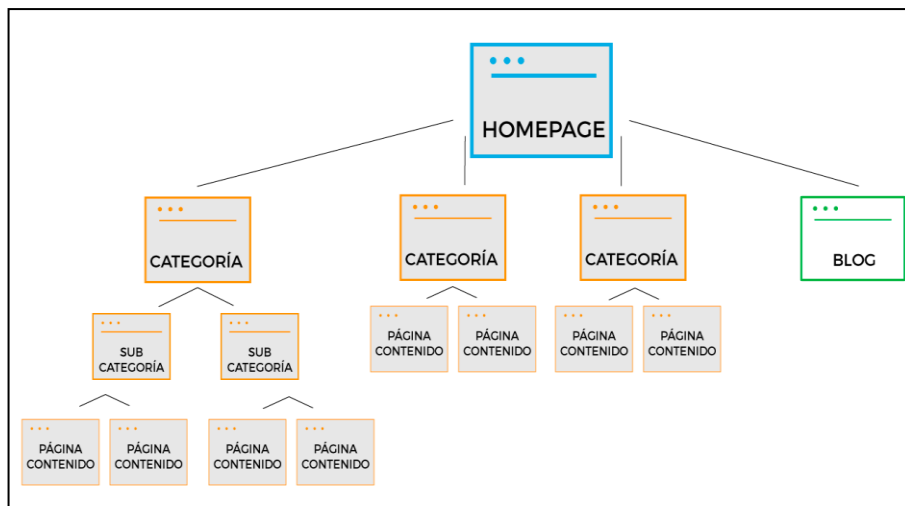 HOMEPAGE
CATEGORÍA
CATEGORÍA
CATEGORÍA
BLOG
SUB
CATEGORÍA
SUB
CATEGORÍA
PÁGINA
CONTENIDO
PÁGINA
CONTENIDO
PÁGINA
CONTENIDO
PÁGINA
CONTENIDO
PÁGINA
CONTENIDO
PÁGINA
CONTENIDO
PÁGINA
CONTENIDO
PÁGINA
CONTENIDO